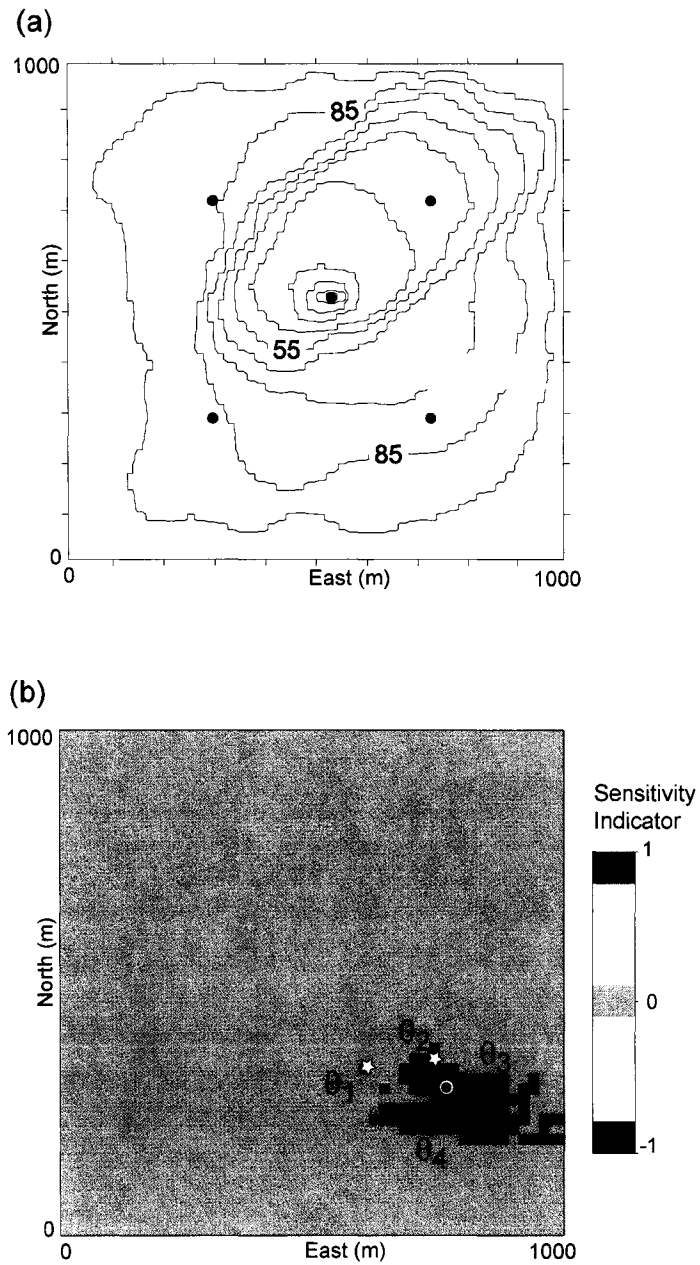 (a)
1000
85
North (m)
55
85
0
0
East (m)
1000
(b)
1000
Sensitivity
Indicator
1
North (m)
0
θ2
θ3
θ1
θ4
-1
0
0
East (m)
1000